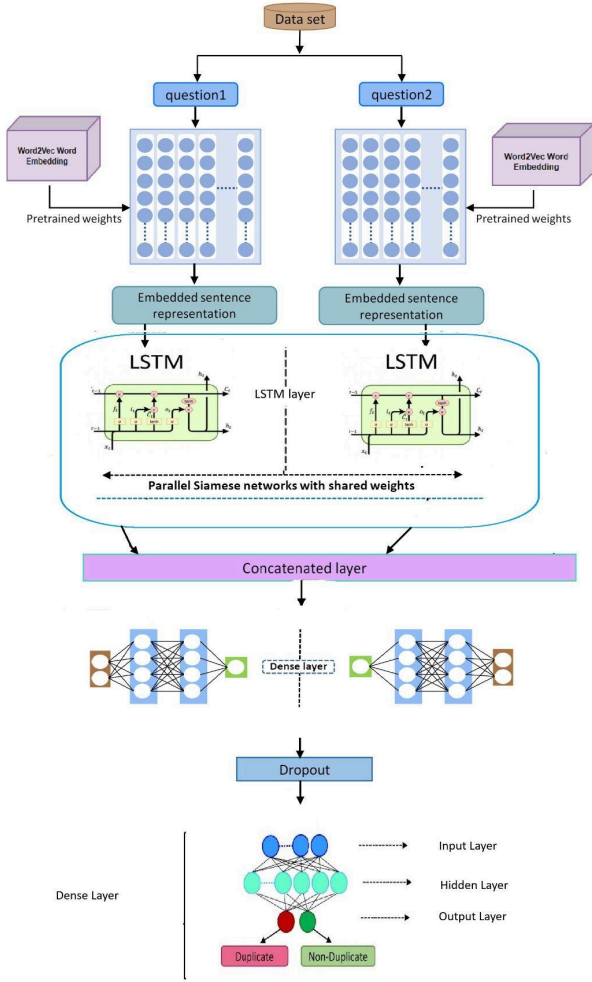 Data set
question1
question2
Word2Vec Word
Embedding
Word2Vec Word
Embedding
Pretrained weights
Pretrained weights
Embedded sentence
representation
Embedded sentence
representation
LSTM
LSTM
LSTM layer
Parallel Siamese networks with shared weights
Concatenated layer
Dense layer
Dropout
Dense Layer
Input Layer
Hidden Layer
Output Layer
Duplicate
Non-Duplicate